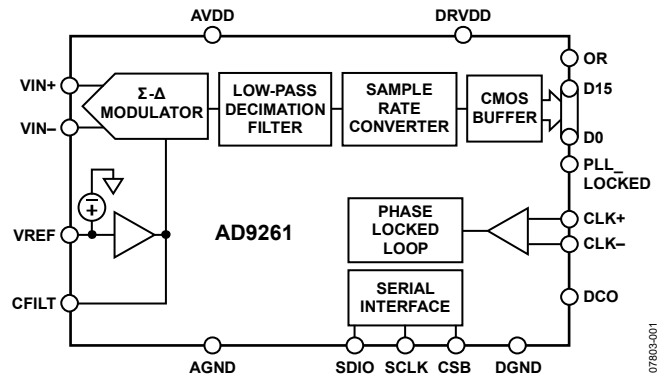 AVDD
DRVDD
OR
VIN+
Σ-Δ
MODULATOR
LOW-PASS
DECIMATION
FILTER
SAMPLE
RATE
CONVERTER
CMOS
BUFFER
D15
VIN–
D0
PLL_
LOCKED
VREF
AD9261
PHASE
LOCKED
LOOP
CLK+
CLK–
CFILT
SERIAL
INTERFACE
DCO
AGND
SDIO
SCLK
CSB
DGND
07803-001